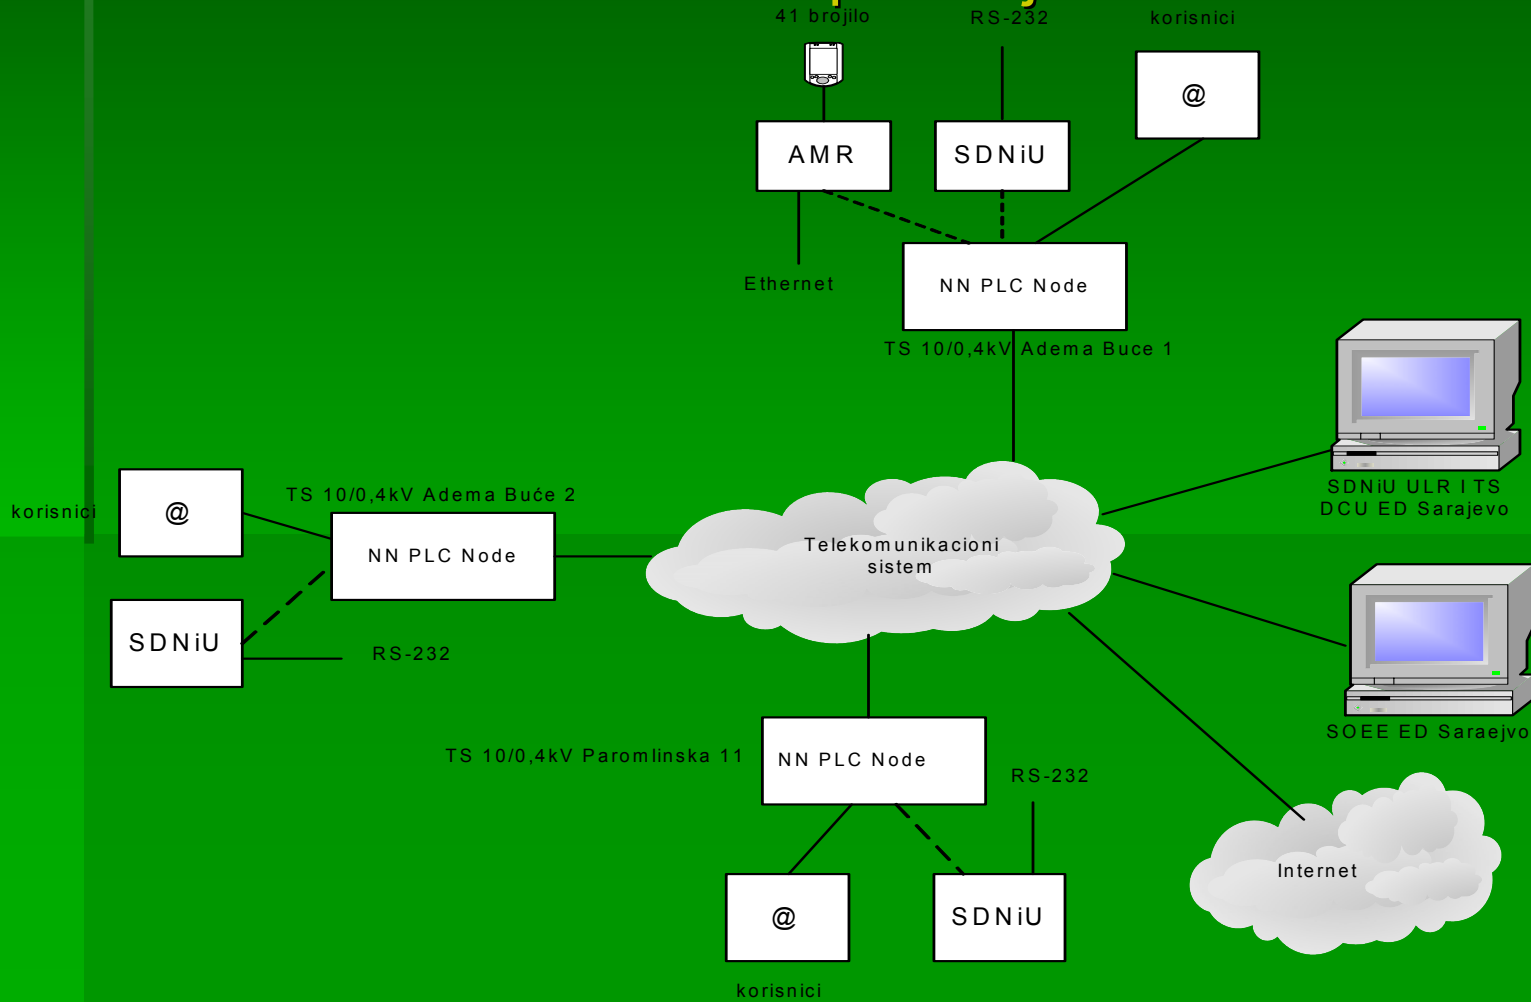 41 brojilo
RS-232
korisnici
@
AMR
SDNiU
Ethernet
NN PLC Node
TS 10/0,4kV Adema Buce 1
SDNiU ULR I TS
DCU ED Sarajevo
TS 10/0,4kV Adema Buće 2
korisnici
@
NN PLC Node
Telekomunikacioni
sistem
SDNiU
RS-232
SOEE ED Saraejvo
TS 10/0,4kV Paromlinska 11
NN PLC Node
RS-232
Internet
@
SDNiU
korisnici